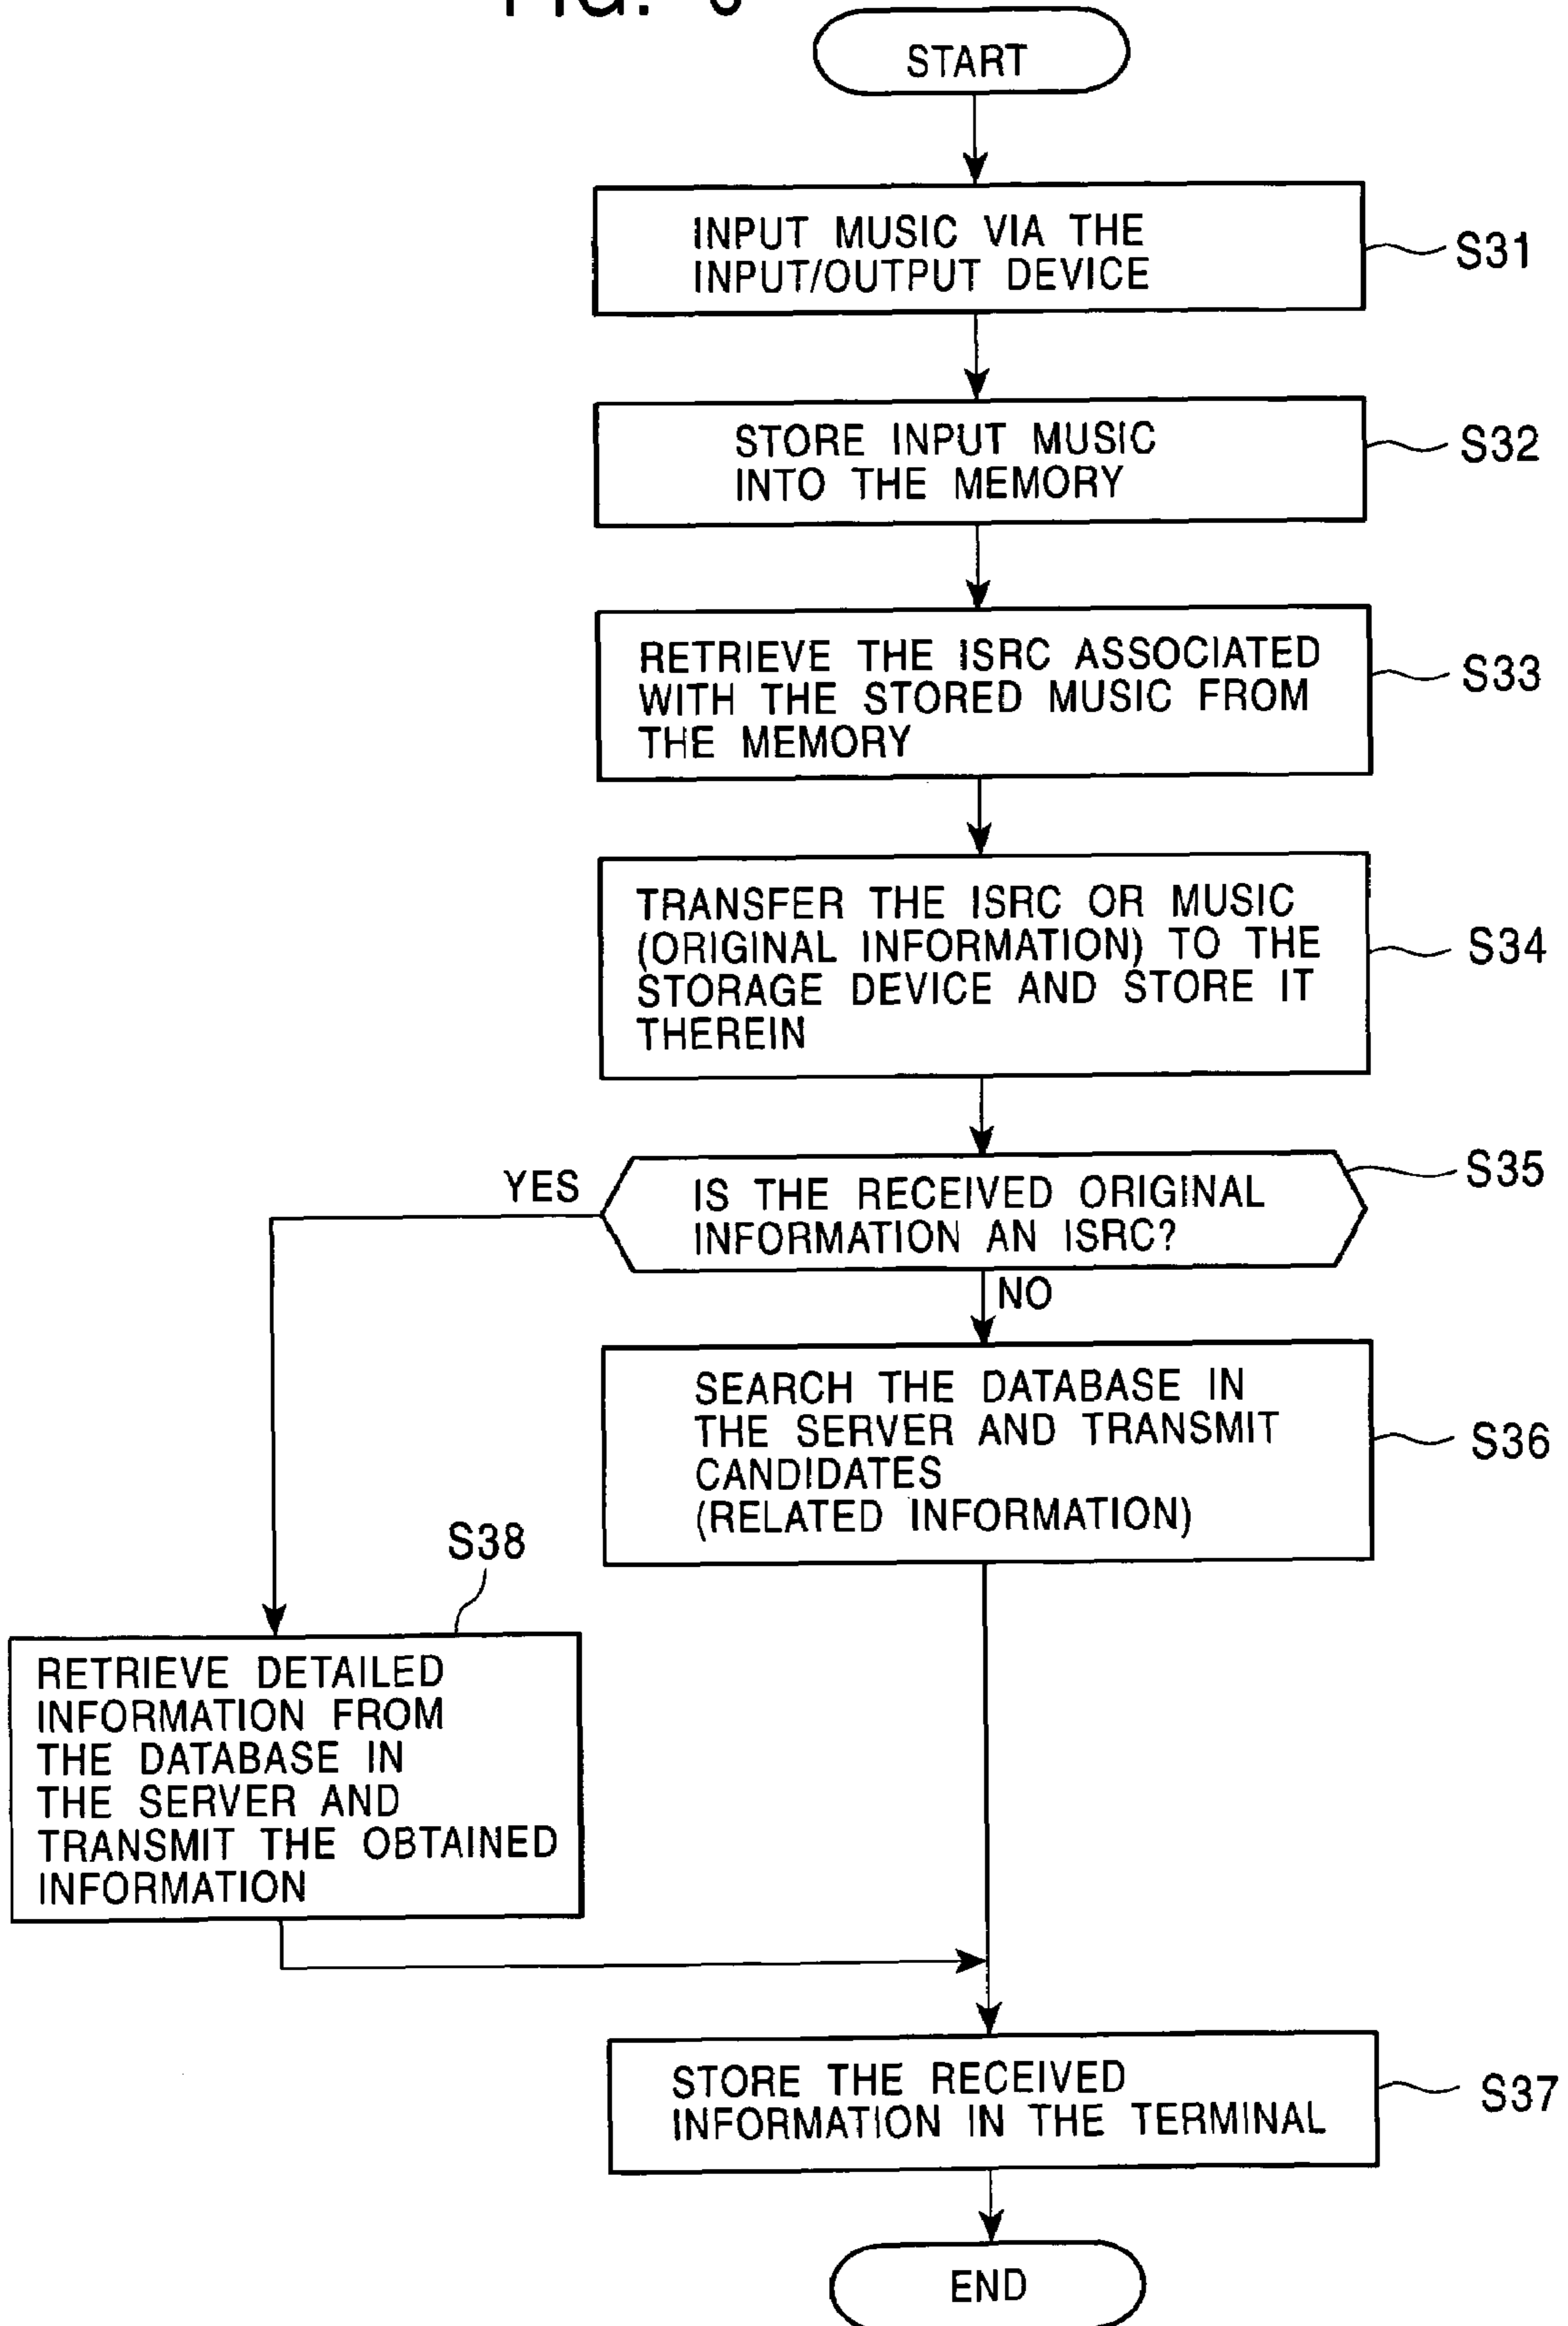 START
INPUT MUSIC VIA THE
INPUT/OUTPUT DEVICE
S31
STORE INPUT MUSIC
INTO THE MEMORY
S32
RETRIEVE THE ISRC ASSOCIATED
WITH THE STORED MUSIC FROM
THE MEMORY
S33
TRANSFER THE ISRC OR MUSIC
(ORIGINAL INFORMATION) TO THE
STORAGE DEVICE AND STORE IT
THEREIN
S34
IS THE RECEIVED ORIGINAL
INFORMATION AN ISRC?
S35
YES
NO
SEARCH THE DATABASE IN
THE SERVER AND TRANSMIT
CANDIDATES
(RELATED INFORMATION)
S36
S38
RETRIEVE DETAILED
INFORMATION FROM
THE DATABASE IN
THE SERVER AND
TRANSMIT THE OBTAINED
INFORMATION
STORE THE RECEIVED
INFORMATION IN THE TERMINAL
S37
END